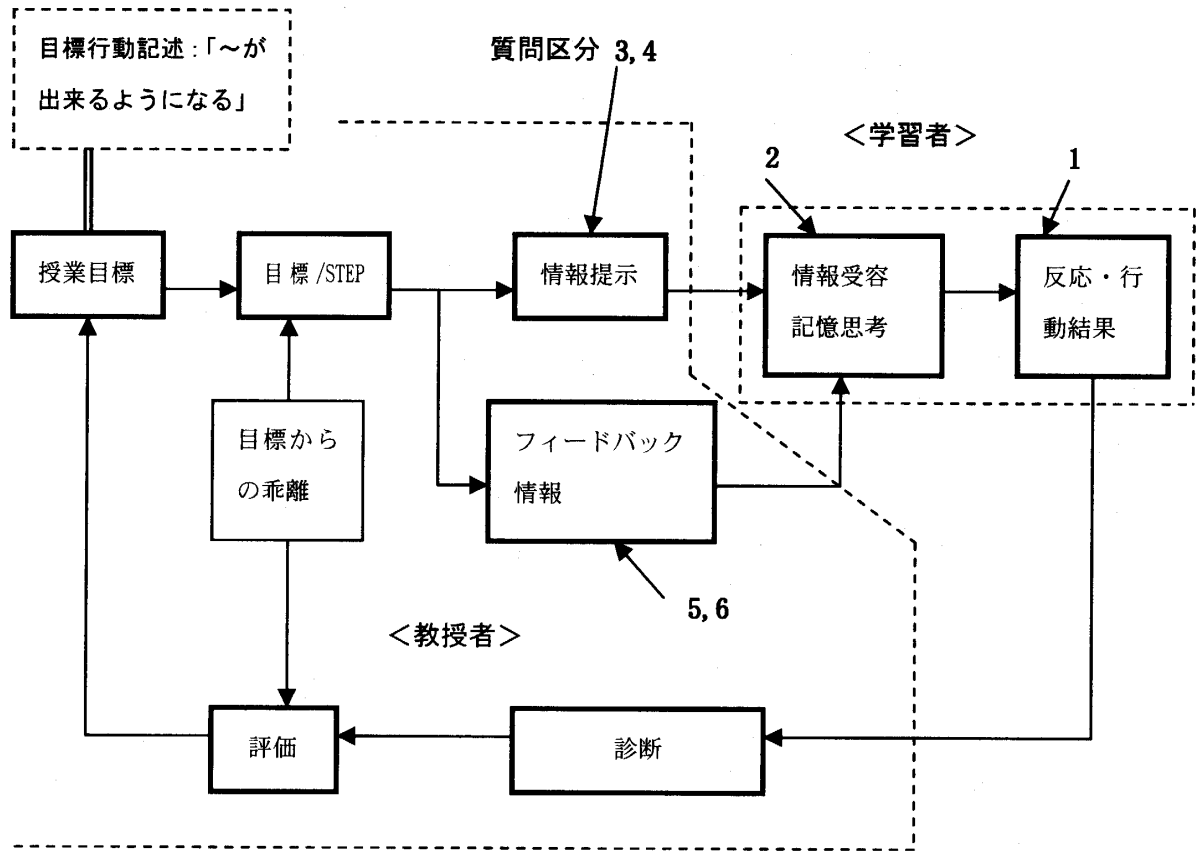 目標行動記述：「～が
出来るようになる」
質問区分 3, 4
＜学習者＞
2
1
授業目標
目標/STEP
情報提示
情報受容
記憶思考
反応・行
動結果
目標から
の乖離
フィードバック
情報
5, 6
＜教授者＞
評価
診断